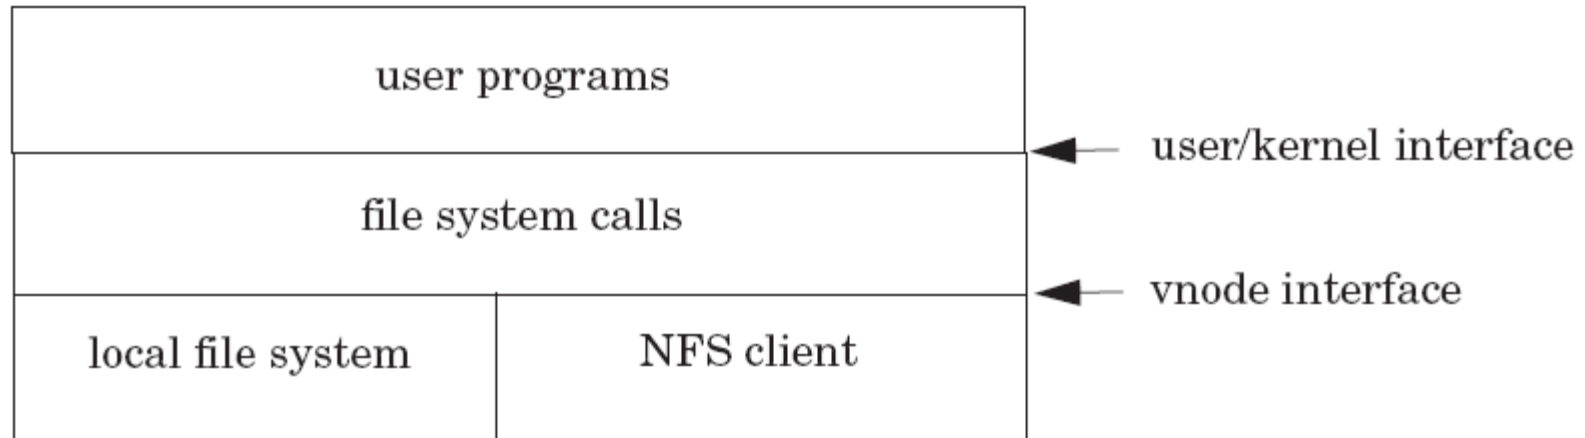 user programs
user/kernel interface
file system calls
vnode interface
local file system
NFS client